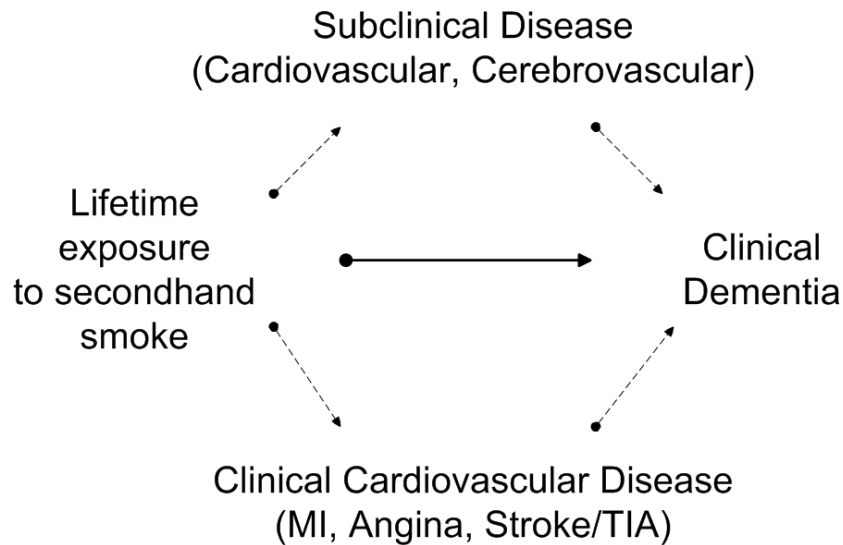 Subclinical Disease
(Cardiovascular, Cerebrovascular)
Lifetime
exposure
to secondhand
smoke
Clinical
Dementia
Clinical Cardiovascular Disease
(MI, Angina, Stroke/TIA)